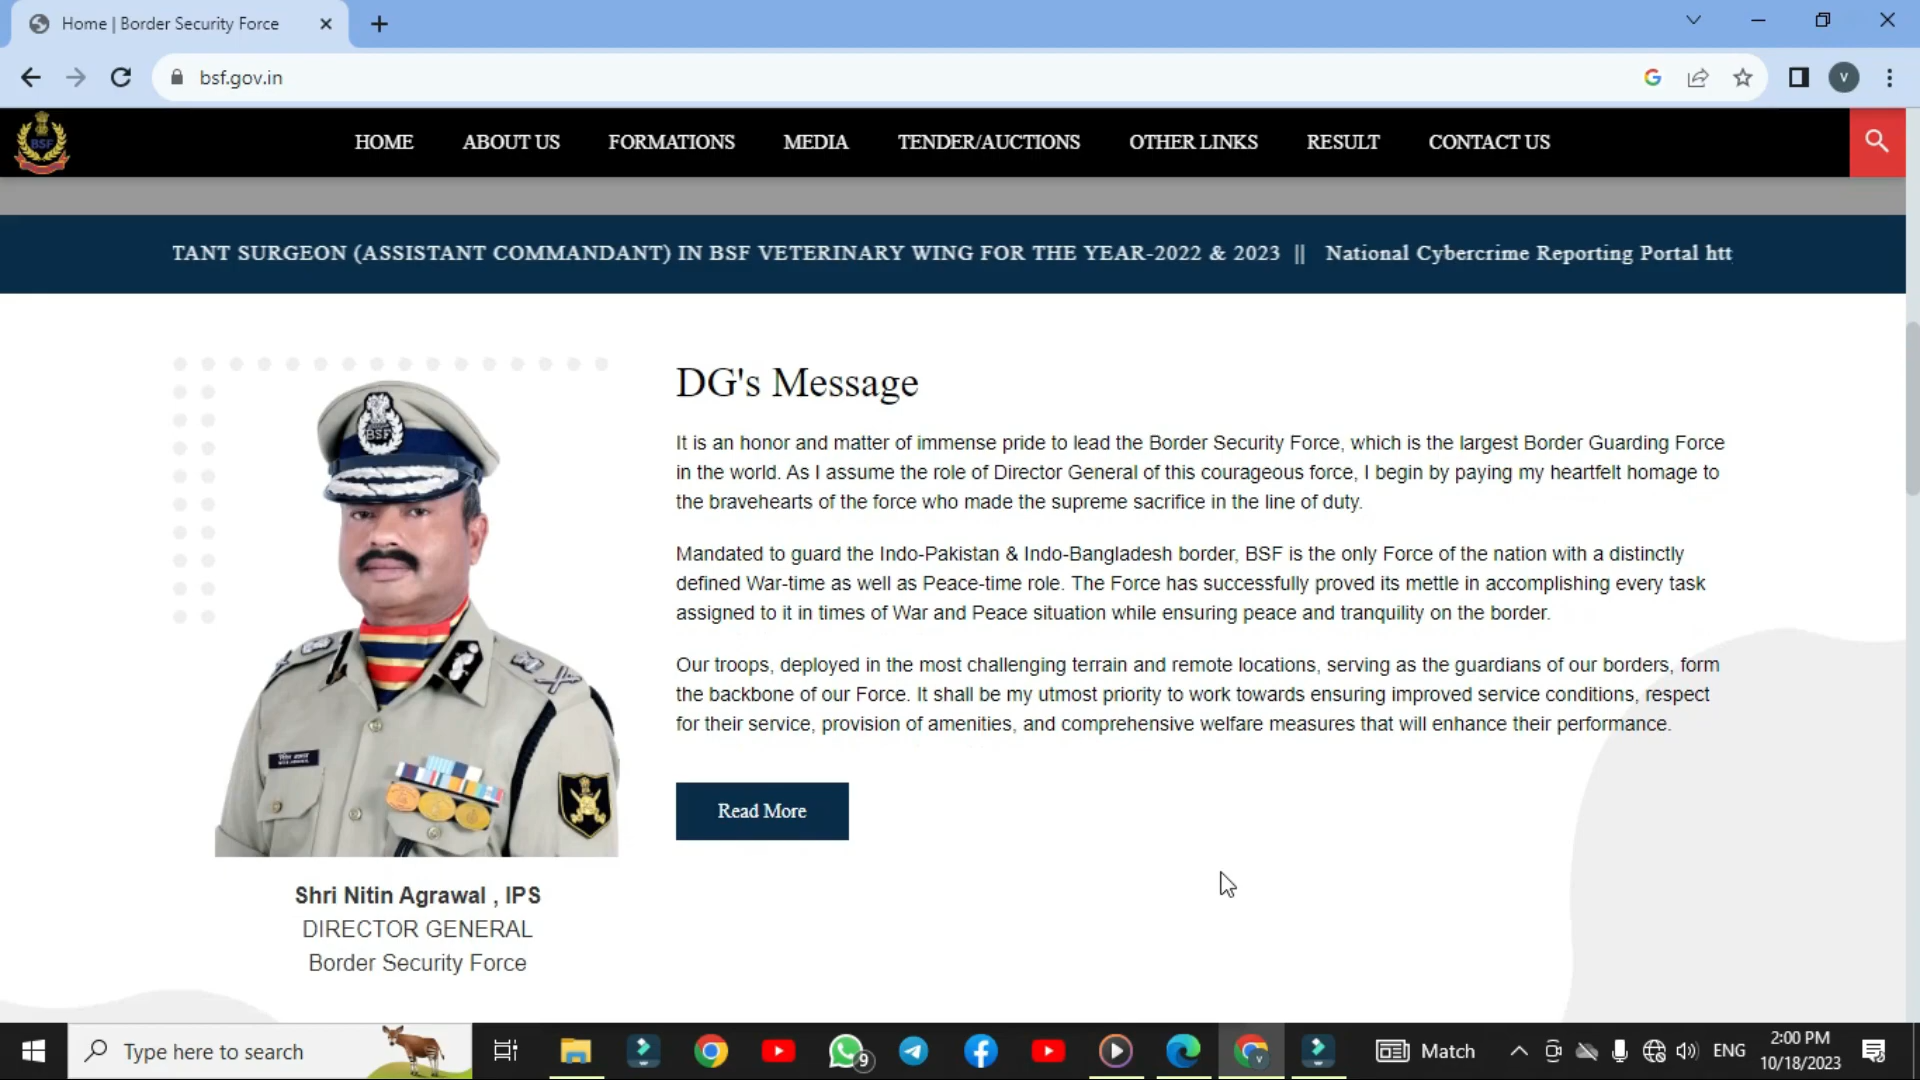 Home | Border Security Force
bsf.gov.in
V
BSF
HOME
ABOUT US
FORMATIONS
MEDIA
TENDER/AUCTIONS
OTHER LINKS
RESULT
CONTACT US
TANT SURGEON (ASSISTANT COMMANDANT) IN BSF VETERINARY WING FOR THE YEAR-2022 & 2023 || National Cybercrime Reporting Portal htt
DG's Message
It is an honor and matter of immense pride to lead the Border Security Force, which is the largest Border Guarding Force
in the world. As I assume the role of Director General of this courageous force, I begin by paying my heartfelt homage to
the bravehearts of the force who made the supreme sacrifice in the line of duty.
Mandated to guard the Indo-Pakistan & Indo-Bangladesh border, BSF is the only Force of the nation with a distinctly
defined War-time as well as Peace-time role. The Force has successfully proved its mettle in accomplishing every task
assigned to it in times of War and Peace situation while ensuring peace and tranquility on the border.
Our troops, deployed in the most challenging terrain and remote locations, serving as the guardians of our borders, form
the backbone of our Force. It shall be my utmost priority to work towards ensuring improved service conditions, respect
for their service, provision of amenities, and comprehensive welfare measures that will enhance their performance.
Read More
BSF
Shri Nitin Agrawal , IPS
DIRECTOR GENERAL
Border Security Force
Type here to search
9
V
Match
ENG
2:00 PM
10/18/2023